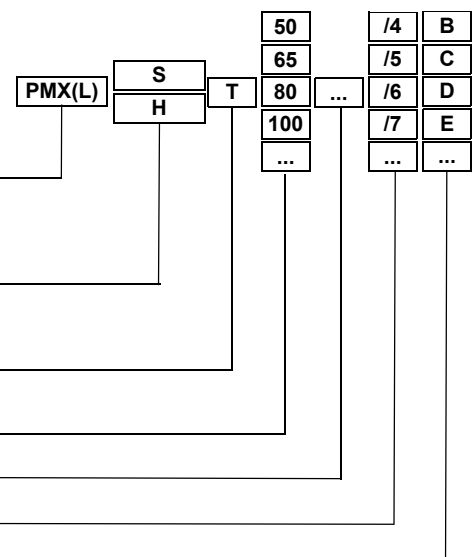 50 /4 B
65 /5 C
S
PMX(L) T 80 ... /6 D
H
100 /7 E
... ... ...